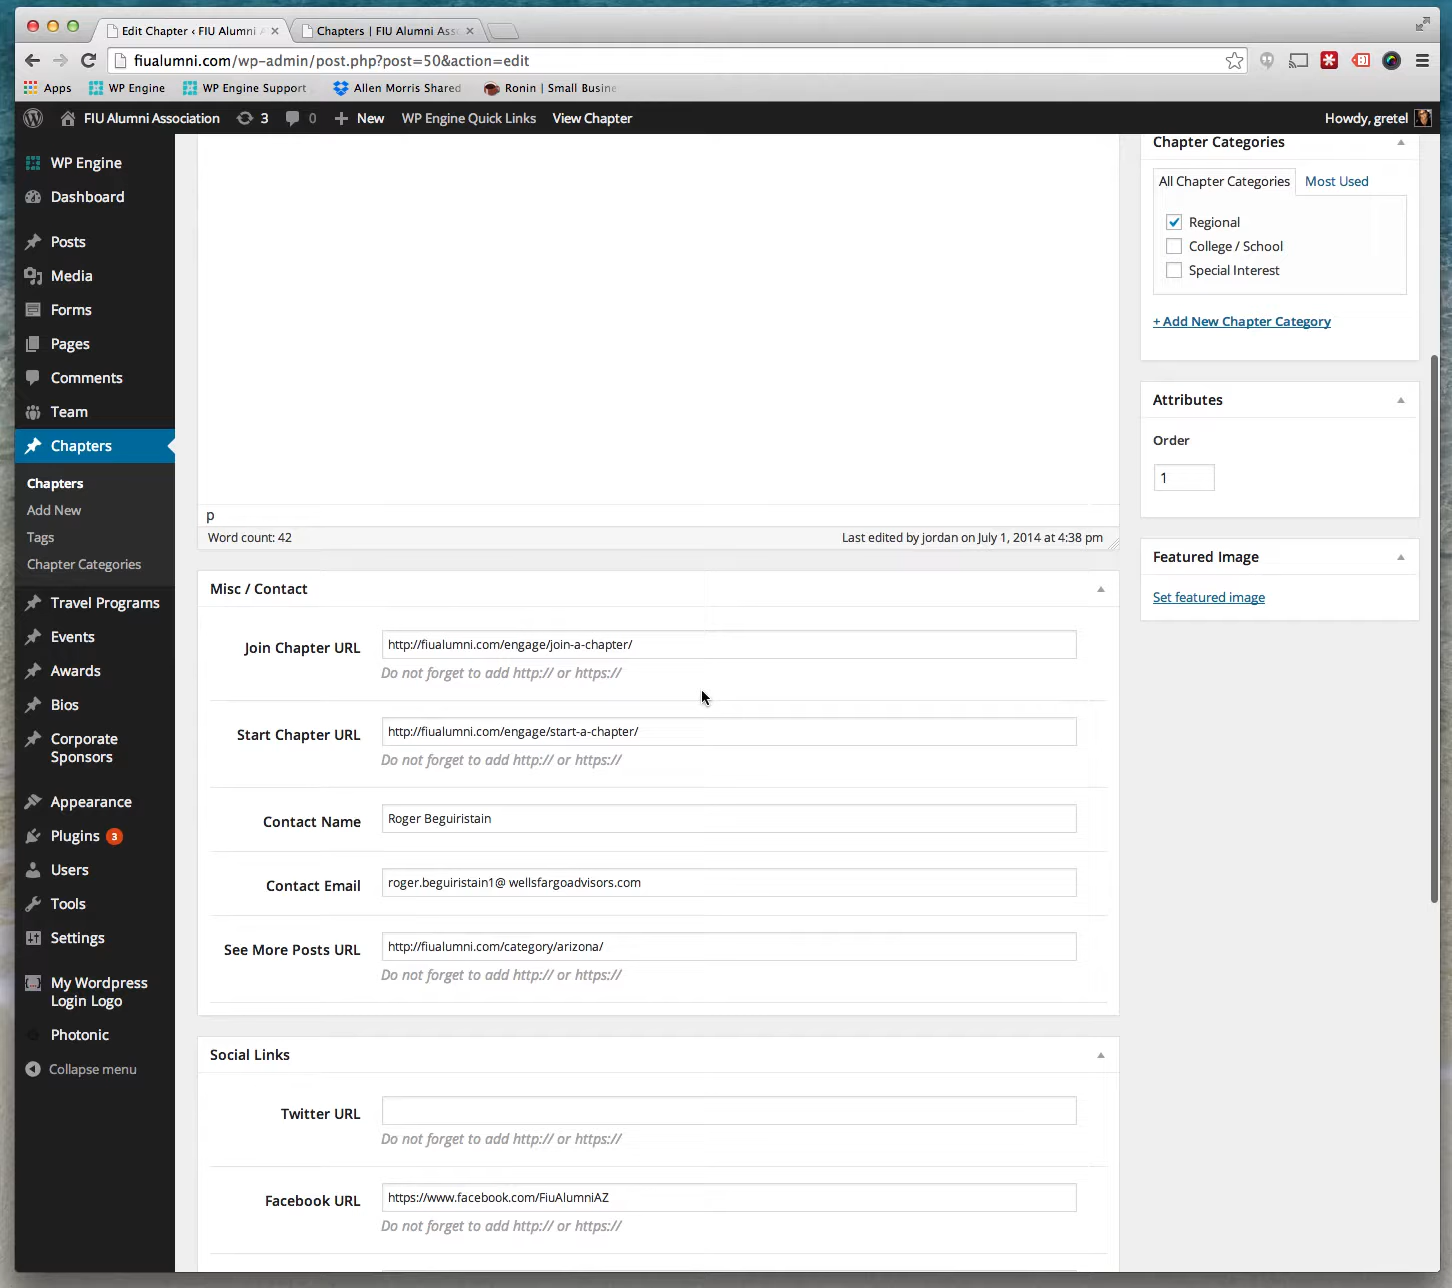 Edit Chapter ‹ FIU Alumni A
Chapters | FIU Alumni Ass
fiualumni.com/wp-admin/post.php?post=50&action=edit
Apps
WP Engine
WP Engine Support
Allen Morris Shared
Ronin | Small Busine
FIU Alumni Association
3
0
New
WP Engine Quick Links
View Chapter
Howdy, gretel
WP Engine
Dashboard
Posts
Media
Forms
Pages
Comments
Team
Chapters
Chapters
Add New
Tags
Chapter Categories
Travel Programs
Events
Awards
Bios
Corporate
Sponsors
Appearance
Plugins 3
Users
Tools
Settings
My Wordpress
Login Logo
Photonic
Collapse menu
p
Word count: 42
Last edited by jordan on July 1, 2014 at 4:38 pm
Misc / Contact
Join Chapter URL
http://fiualumni.com/engage/join-a-chapter/
Do not forget to add http:// or https://
Start Chapter URL
http://fiualumni.com/engage/start-a-chapter/
Do not forget to add http:// or https://
Contact Name
Roger Beguiristain
Contact Email
roger.beguiristain1@ wellsfargoadvisors.com
See More Posts URL
http://fiualumni.com/category/arizona/
Do not forget to add http:// or https://
Social Links
Twitter URL
Do not forget to add http:// or https://
Facebook URL
https://www.facebook.com/FiuAlumniAZ
Do not forget to add http:// or https://
Chapter Categories
All Chapter Categories
Most Used
Regional
College / School
Special Interest
+ Add New Chapter Category
Attributes
Order
1
Featured Image
Set featured image